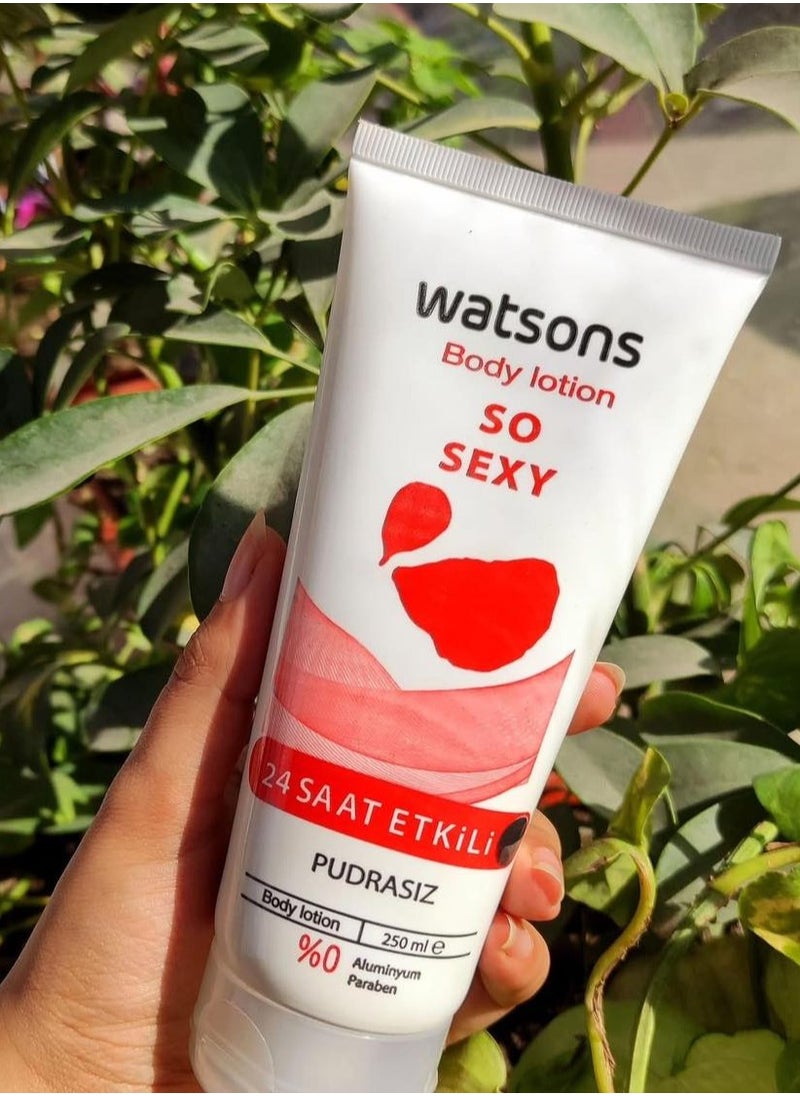 watsons
Body lotion
SO
SEXY
24 SAAT ETKiLi
PUDRASIZ
Body lotion 250 ml e
%0 Aluminyum
Paraben